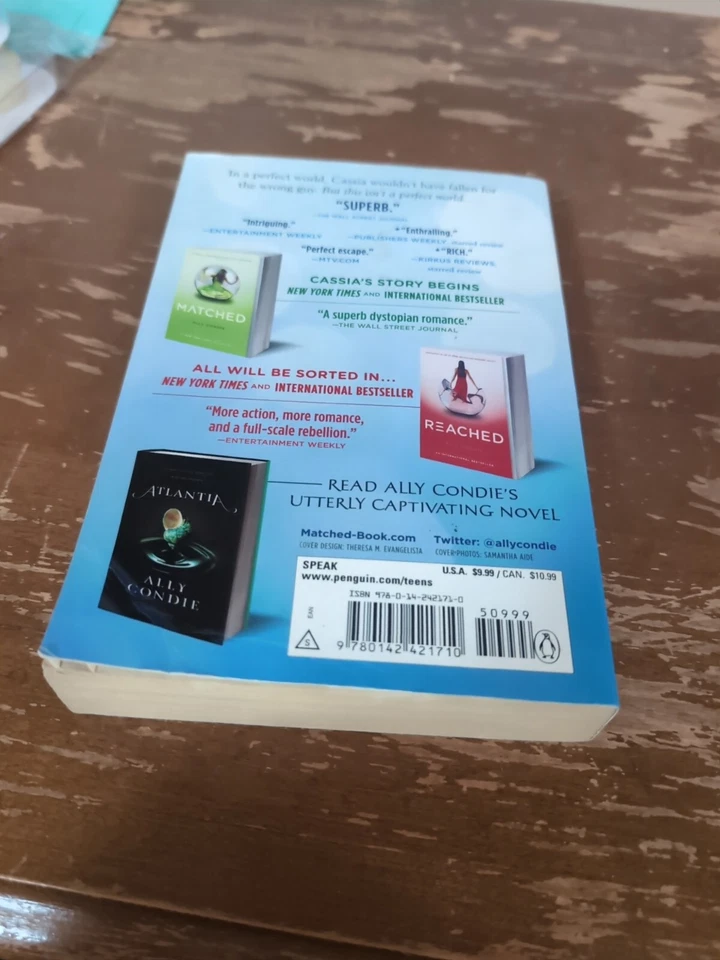 In a perfect world, Cassia wouldn't have fallen for
the wrong guy. But this isn't a perfect world.
"SUPERB."
—THE WALL STREET JOURNAL
"Intriguing."
—ENTERTAINMENT WEEKLY
★"Enthralling."
—PUBLISHERS WEEKLY, starred review
"Perfect escape."
—MTV.COM
★"RICH."
—KIRKUS REVIEWS,
starred review
MATCHED
ALLY CONDIE
CASSIA'S STORY BEGINS
NEW YORK TIMES AND INTERNATIONAL BESTSELLER
"A superb dystopian romance."
—THE WALL STREET JOURNAL
ALL WILL BE SORTED IN...
NEW YORK TIMES AND INTERNATIONAL BESTSELLER
"More action, more romance,
and a full-scale rebellion."
—ENTERTAINMENT WEEKLY
REACHED
ATLANTIA
ALLY
CONDIE
READ ALLY CONDIE'S
UTTERLY CAPTIVATING NOVEL
Matched-Book.com
Twitter: @allycondie
COVER DESIGN: THERESA M. EVANGELISTA
COVER PHOTOS: SAMANTHA AIDE
SPEAK
www.penguin.com/teens
U.S.A. $9.99 / CAN. $10.99
ISBN 978-0-14-242171-0
50999
EAN
S
9 780142 421710